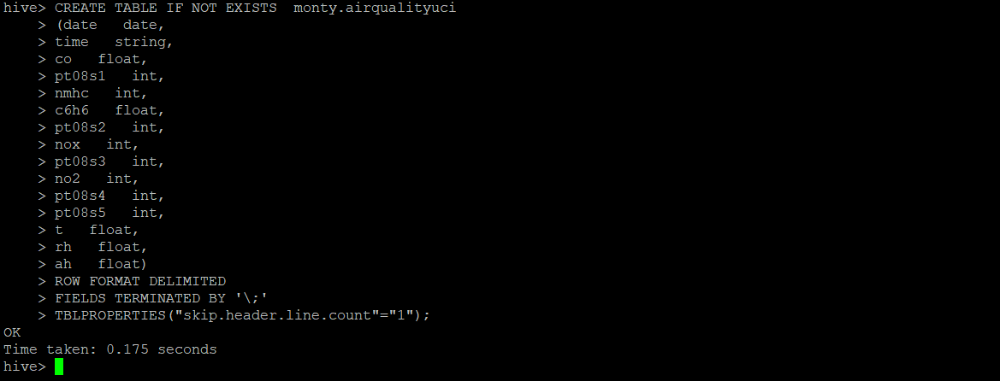 hive> CREATE TABLE IF NOT EXISTS  monty.airqualityuci
    > (date   date,
    > time   string,
    > co   float,
    > pt08s1   int,
    > nmhc   int,
    > c6h6   float,
    > pt08s2   int,
    > nox   int,
    > pt08s3   int,
    > no2   int,
    > pt08s4   int,
    > pt08s5   int,
    > t   float,
    > rh   float,
    > ah   float)
    > ROW FORMAT DELIMITED
    > FIELDS TERMINATED BY '\;'
    > TBLPROPERTIES("skip.header.line.count"="1");
OK
Time taken: 0.175 seconds
hive>